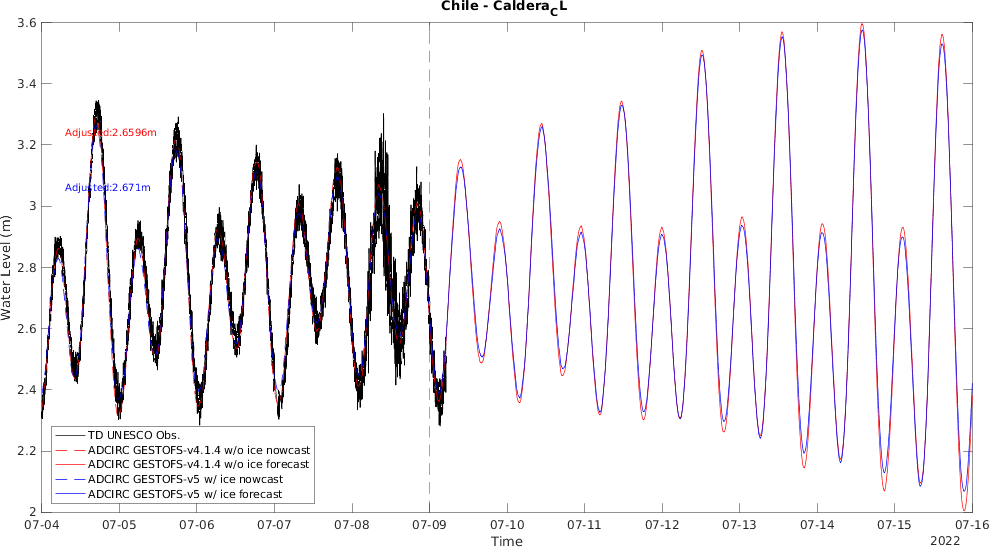 Chile - Caldera_CL
3.6
3.4
3.2
3
2.8
2.6
2.4
2.2
2
Water Level (m)
Adjusted:2.6596m
Adjusted:2.671m
TD UNESCO Obs.
ADCIRC GESTOFS-v4.1.4 w/o ice nowcast
ADCIRC GESTOFS-v4.1.4 w/o ice forecast
ADCIRC GESTOFS-v5 w/ ice nowcast
ADCIRC GESTOFS-v5 w/ ice forecast
07-04 07-05 07-06 07-07 07-08 07-09 07-10 07-11 07-12 07-13 07-14 07-15 07-16
Time
2022